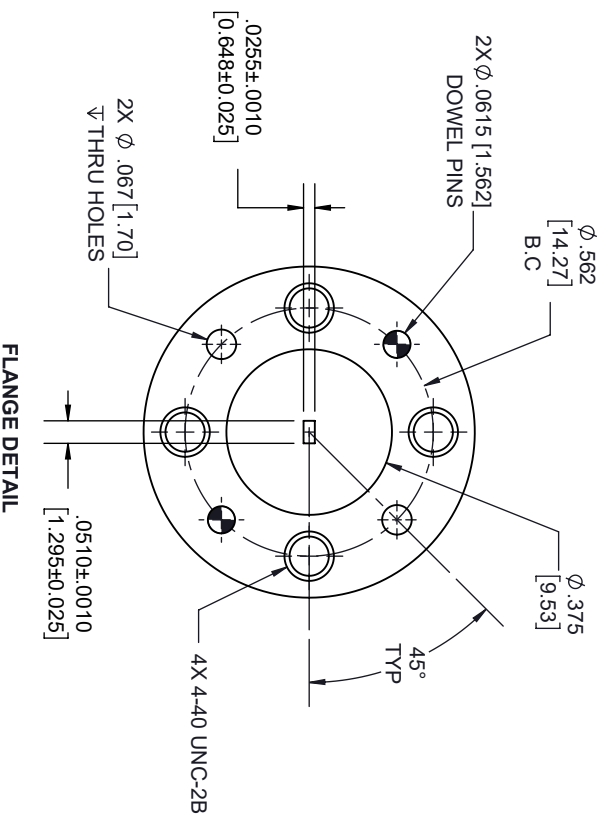 Ø .562
[14.27]
B.C
2X Ø .0615 [1.562]
DOWEL PINS
.0255±.0010
[0.648±0.025]
2X Ø .067 [1.70]
THRU HOLES
Ø .375
[9.53]
45°
TYP
4X 4-40 UNC-2B
.0510±.0010
[1.295±0.025]
FLANGE DETAIL